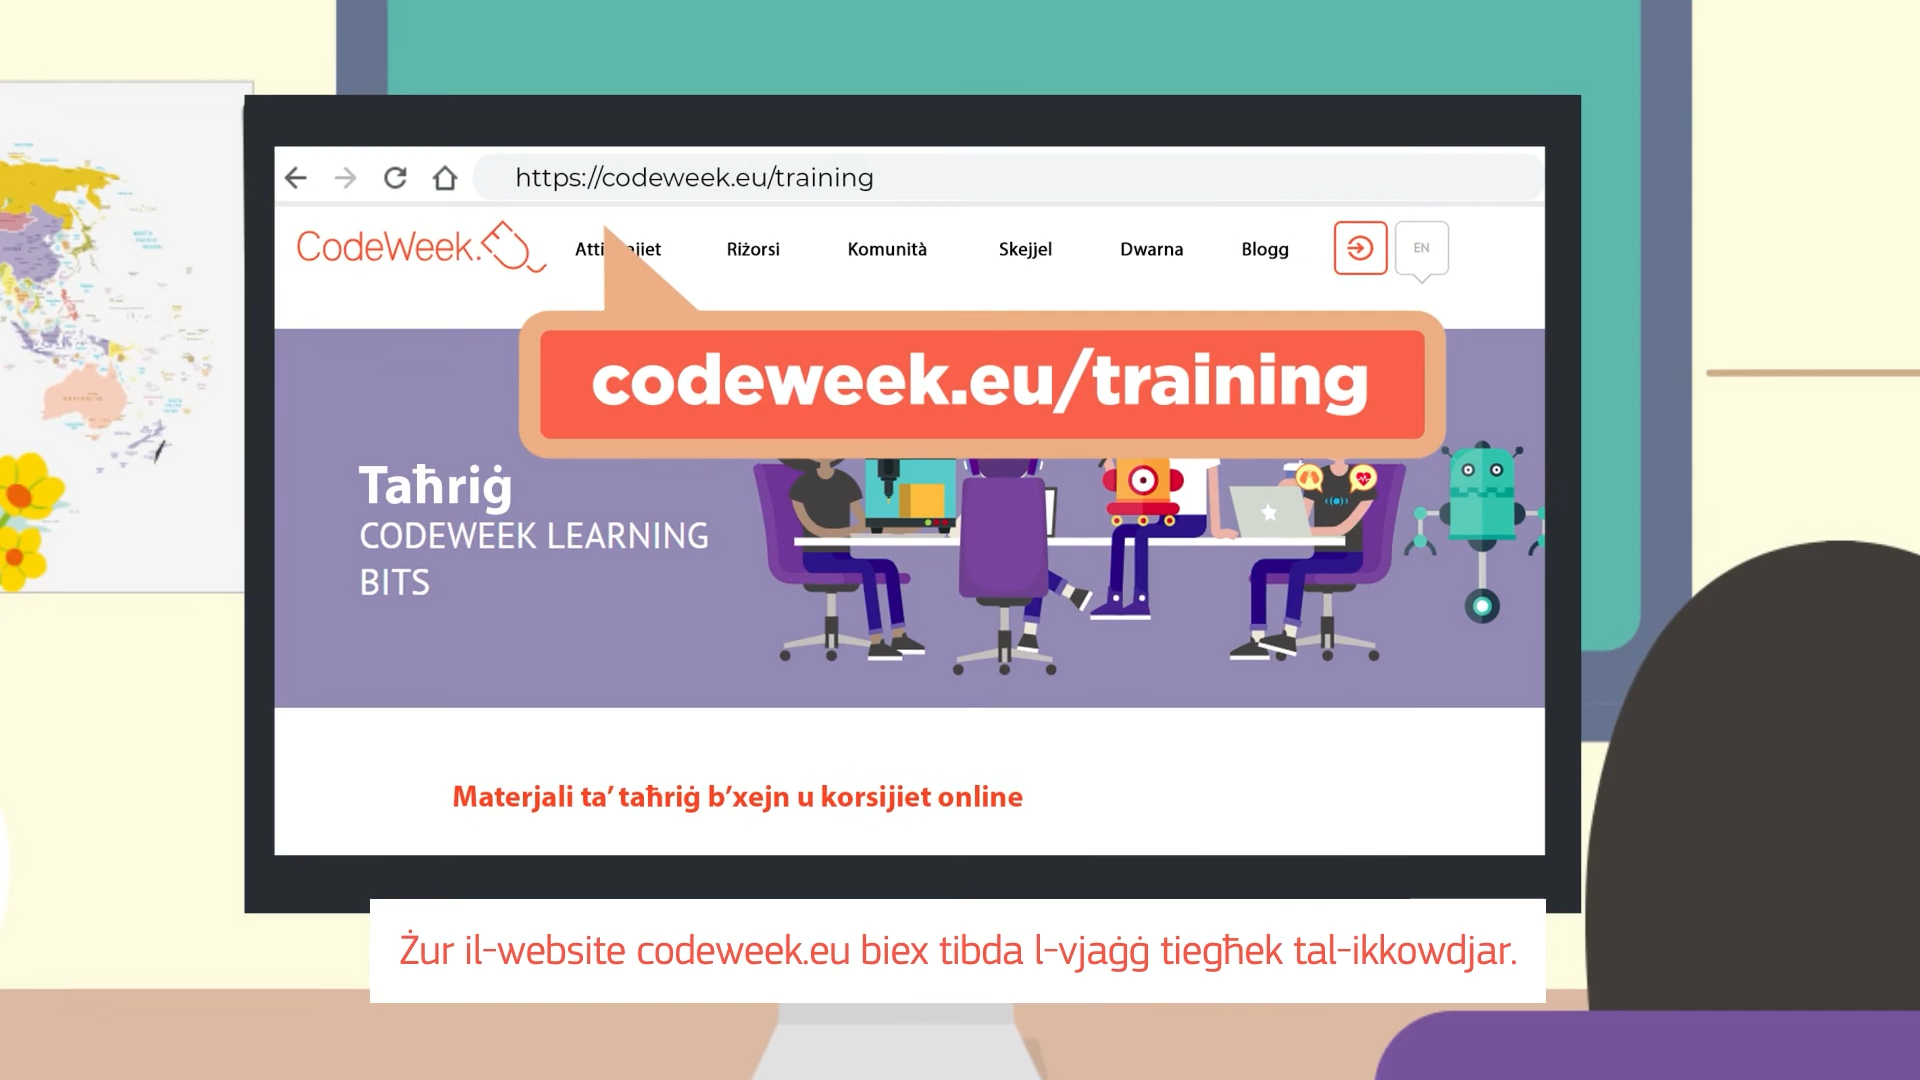 https://codeweek.eu/training
CodeWeek.
Riżorsi
Komunità
Skejjel
Dwarna
Blogg
EN
codeweek.eu/training
Taħriġ
CODEWEEK LEARNING
BITS
Materjali ta’ taħriġ b’xejn u korsijiet online
Żur il-website codeweek.eu biex tibda l-vjaġġ tiegħek tal-ikkowdjar.